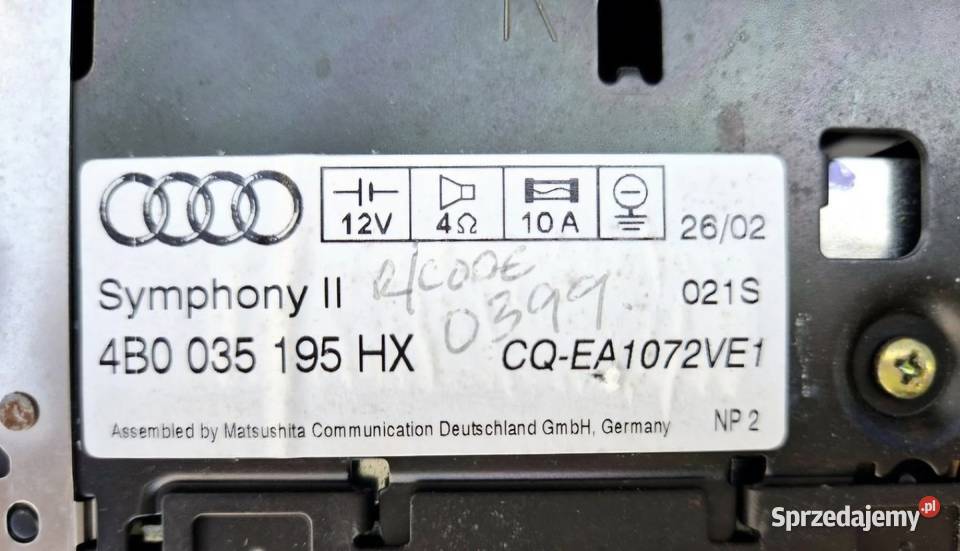 12V 4Ω 10A
26/02
Symphony II
R/CODE
021S
0399
4B0 035 195 HX
CQ-EA1072VE1
Assembled by Matsushita Communication Deutschland GmbH, Germany
NP 2
Sprzedajemy.pl